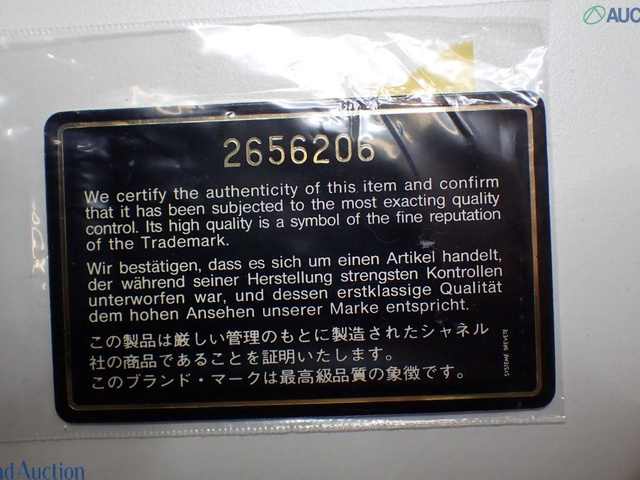 AUC
2656206
We certify the authenticity of this item and confirm
that it has been subjected to the most exacting quality
control. Its high quality is a symbol of the fine reputation
of the Trademark.
Wir bestätigen, dass es sich um einen Artikel handelt,
der während seiner Herstellung strengsten Kontrollen
unterworfen war, und dessen erstklassige Qualität
dem hohen Ansehen unserer Marke entspricht.
この製品は厳しい管理のもとに製造されたシャネル
社の商品であることを証明いたします。
このブランド・マークは最高級品質の象徴です。
SYSTEME BREVETE
nd Auction